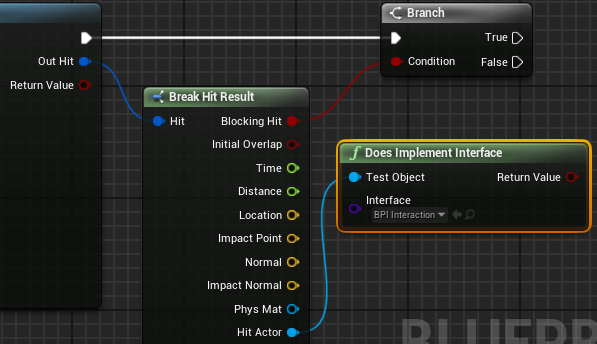 Branch
True
False
Condition
Out Hit
Return Value
Break Hit Result
Hit
Blocking Hit
Initial Overlap
Time
Distance
Location
Impact Point
Normal
Impact Normal
Phys Mat
Hit Actor
f Does Implement Interface
Test Object
Return Value
Interface
BPI Interaction